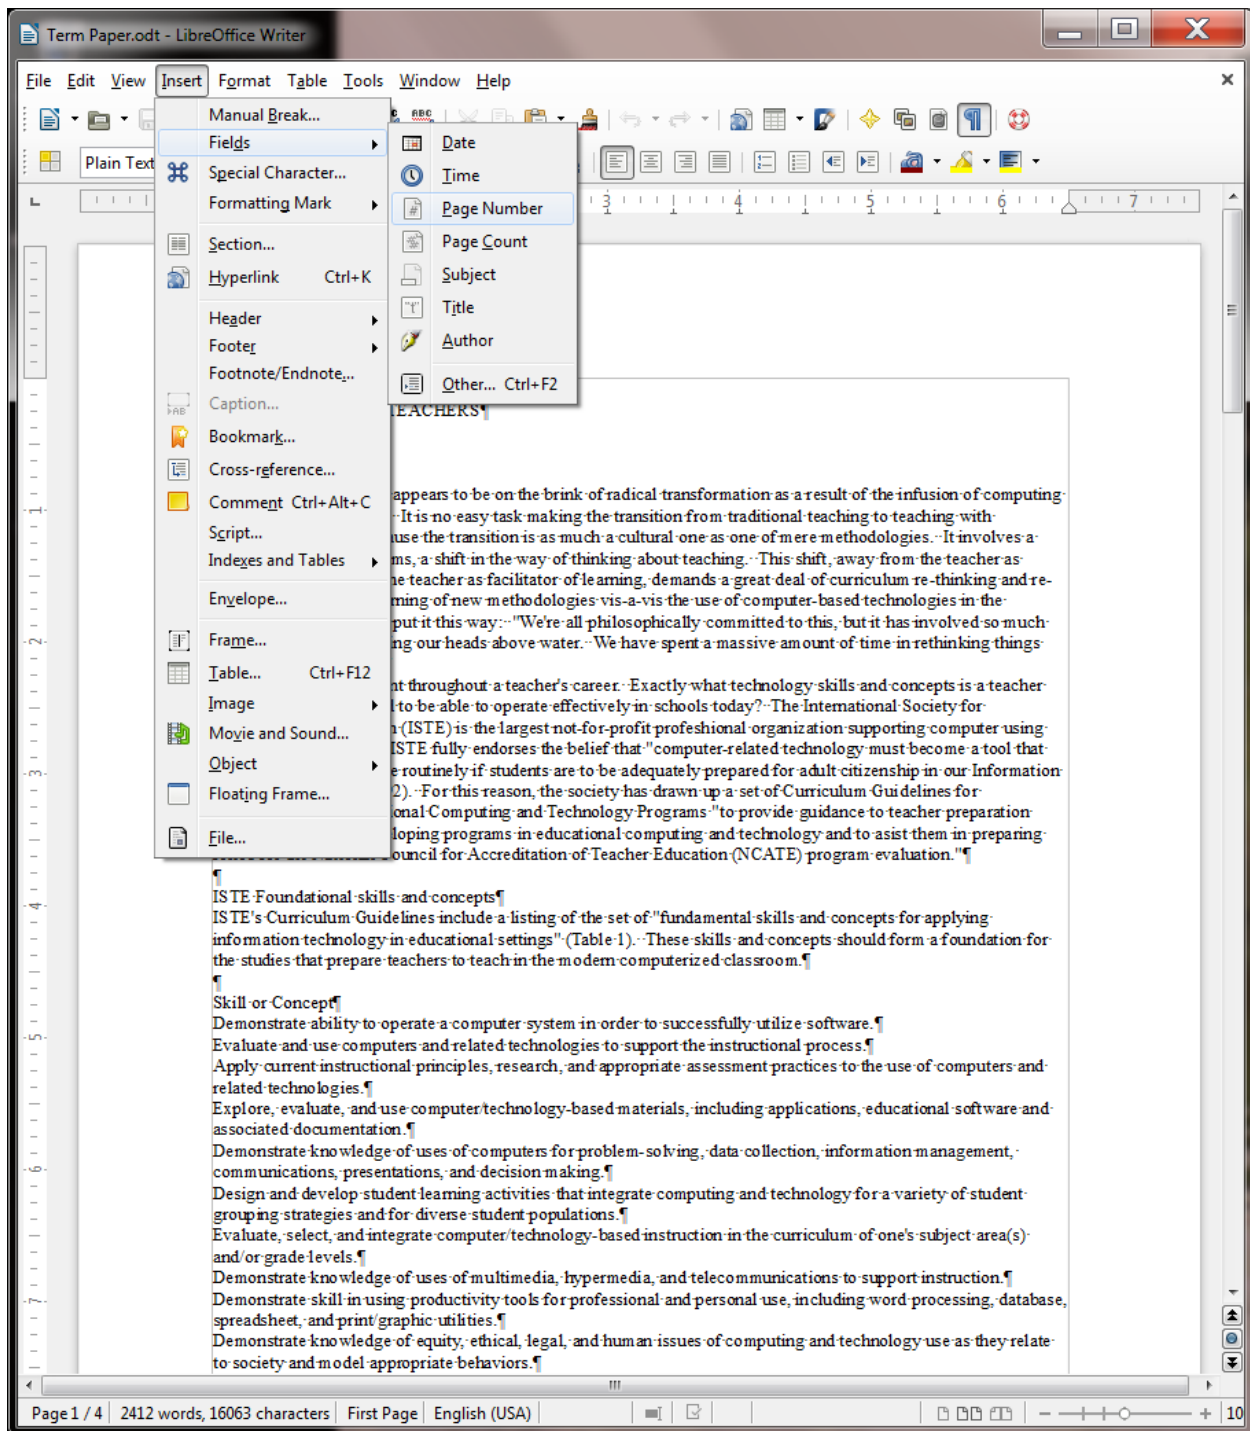 Term Paper.odt - LibreOffice Writer
File Edit View Insert Format Table Tools Window Help
Manual Break...
Fields
Special Character...
Formatting Mark
Section...
Hyperlink Ctrl+K
Header
Footer
Footnote/Endnote...
Caption...
Bookmark...
Cross-reference...
Comment Ctrl+Alt+C
Script...
Indexes and Tables
Envelope...
Frame...
Table... Ctrl+F12
Image
Movie and Sound...
Object
Floating Frame...
File...
Date
Time
Page Number
Page Count
Subject
Title
Author
Other... Ctrl+F2
Plain Text
3 4 5 6 7
TEACHERS¶
appears to be on the brink of radical transformation as a result of the infusion of computing
It is no easy task making the transition from traditional teaching to teaching with
use the transition is as much a cultural one as one of mere methodologies. It involves a
ms, a shift in the way of thinking about teaching. This shift, away from the teacher as
e teacher as facilitator of learning, demands a great deal of curriculum re-thinking and re-
ming of new methodologies vis-a-vis the use of computer-based technologies in the
put it this way: "We're all philosophically committed to this, but it has involved so much
ng our heads above water. We have spent a massive amount of time in rethinking things
nt throughout a teacher's career. Exactly what technology skills and concepts is a teacher
to be able to operate effectively in schools today? The International Society for
(ISTE) is the largest not-for-profit profeshional organization supporting computer using
ISTE fully endorses the belief that "computer-related technology must become a tool that
e routinely if students are to be adequately prepared for adult citizenship in our Information
2). For this reason, the society has drawn up a set of Curriculum Guidelines for
ional Computing and Technology Programs "to provide guidance to teacher preparation
loping programs in educational computing and technology and to asist them in preparing
Council for Accreditation of Teacher Education (NCATE) program evaluation."¶
¶
ISTE Foundational skills and concepts¶
ISTE's Curriculum Guidelines include a listing of the set of "fundamental skills and concepts for applying
information technology in educational settings" (Table 1). These skills and concepts should form a foundation for
the studies that prepare teachers to teach in the modern computerized classroom.¶
¶
Skill or Concept¶
Demonstrate ability to operate a computer system in order to successfully utilize software.¶
Evaluate and use computers and related technologies to support the instructional process.¶
Apply current instructional principles, research, and appropriate assessment practices to the use of computers and
related technologies.¶
Explore, evaluate, and use computer/technology-based materials, including applications, educational software and
associated documentation.¶
Demonstrate knowledge of uses of computers for problem-solving, data collection, information management,
communications, presentations, and decision making.¶
Design and develop student learning activities that integrate computing and technology for a variety of student
grouping strategies and for diverse student populations.¶
Evaluate, select, and integrate computer/technology-based instruction in the curriculum of one's subject area(s)
and/or grade levels.¶
Demonstrate knowledge of uses of multimedia, hypermedia, and telecommunications to support instruction.¶
Demonstrate skill in using productivity tools for professional and personal use, including word processing, database,
spreadsheet, and print/graphic utilities.¶
Demonstrate knowledge of equity, ethical, legal, and human issues of computing and technology use as they relate
to society and model appropriate behaviors.¶
Page 1 / 4 2412 words, 16063 characters First Page English (USA) 10